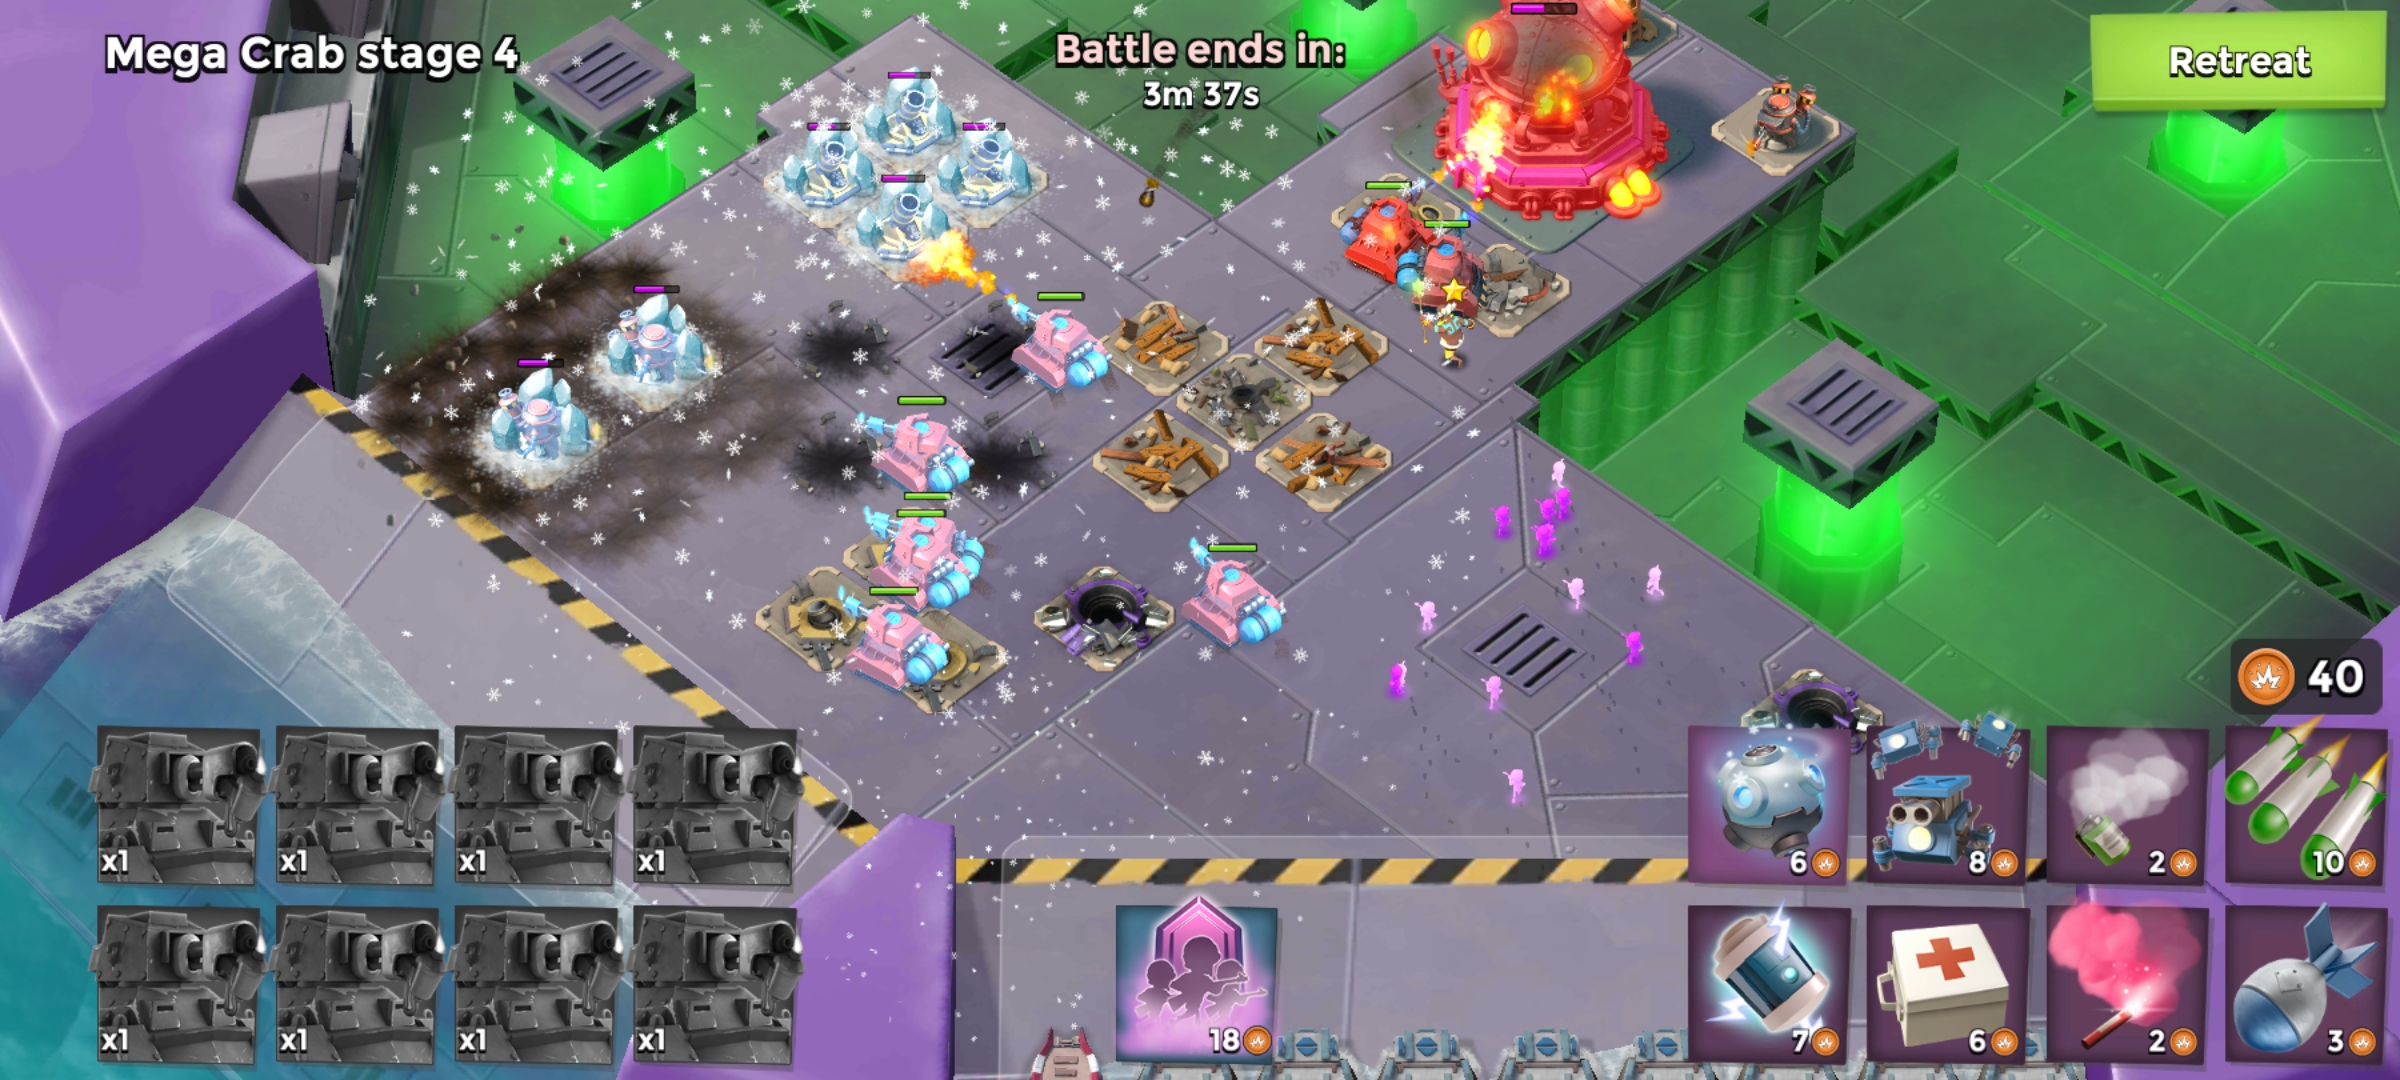 Mega Crab stage 4
Battle ends in:
3m 37s
Retreat
40
x1 x1 x1 x1
6 8 2 10
x1 x1 x1 x1
18
7 6 2 3